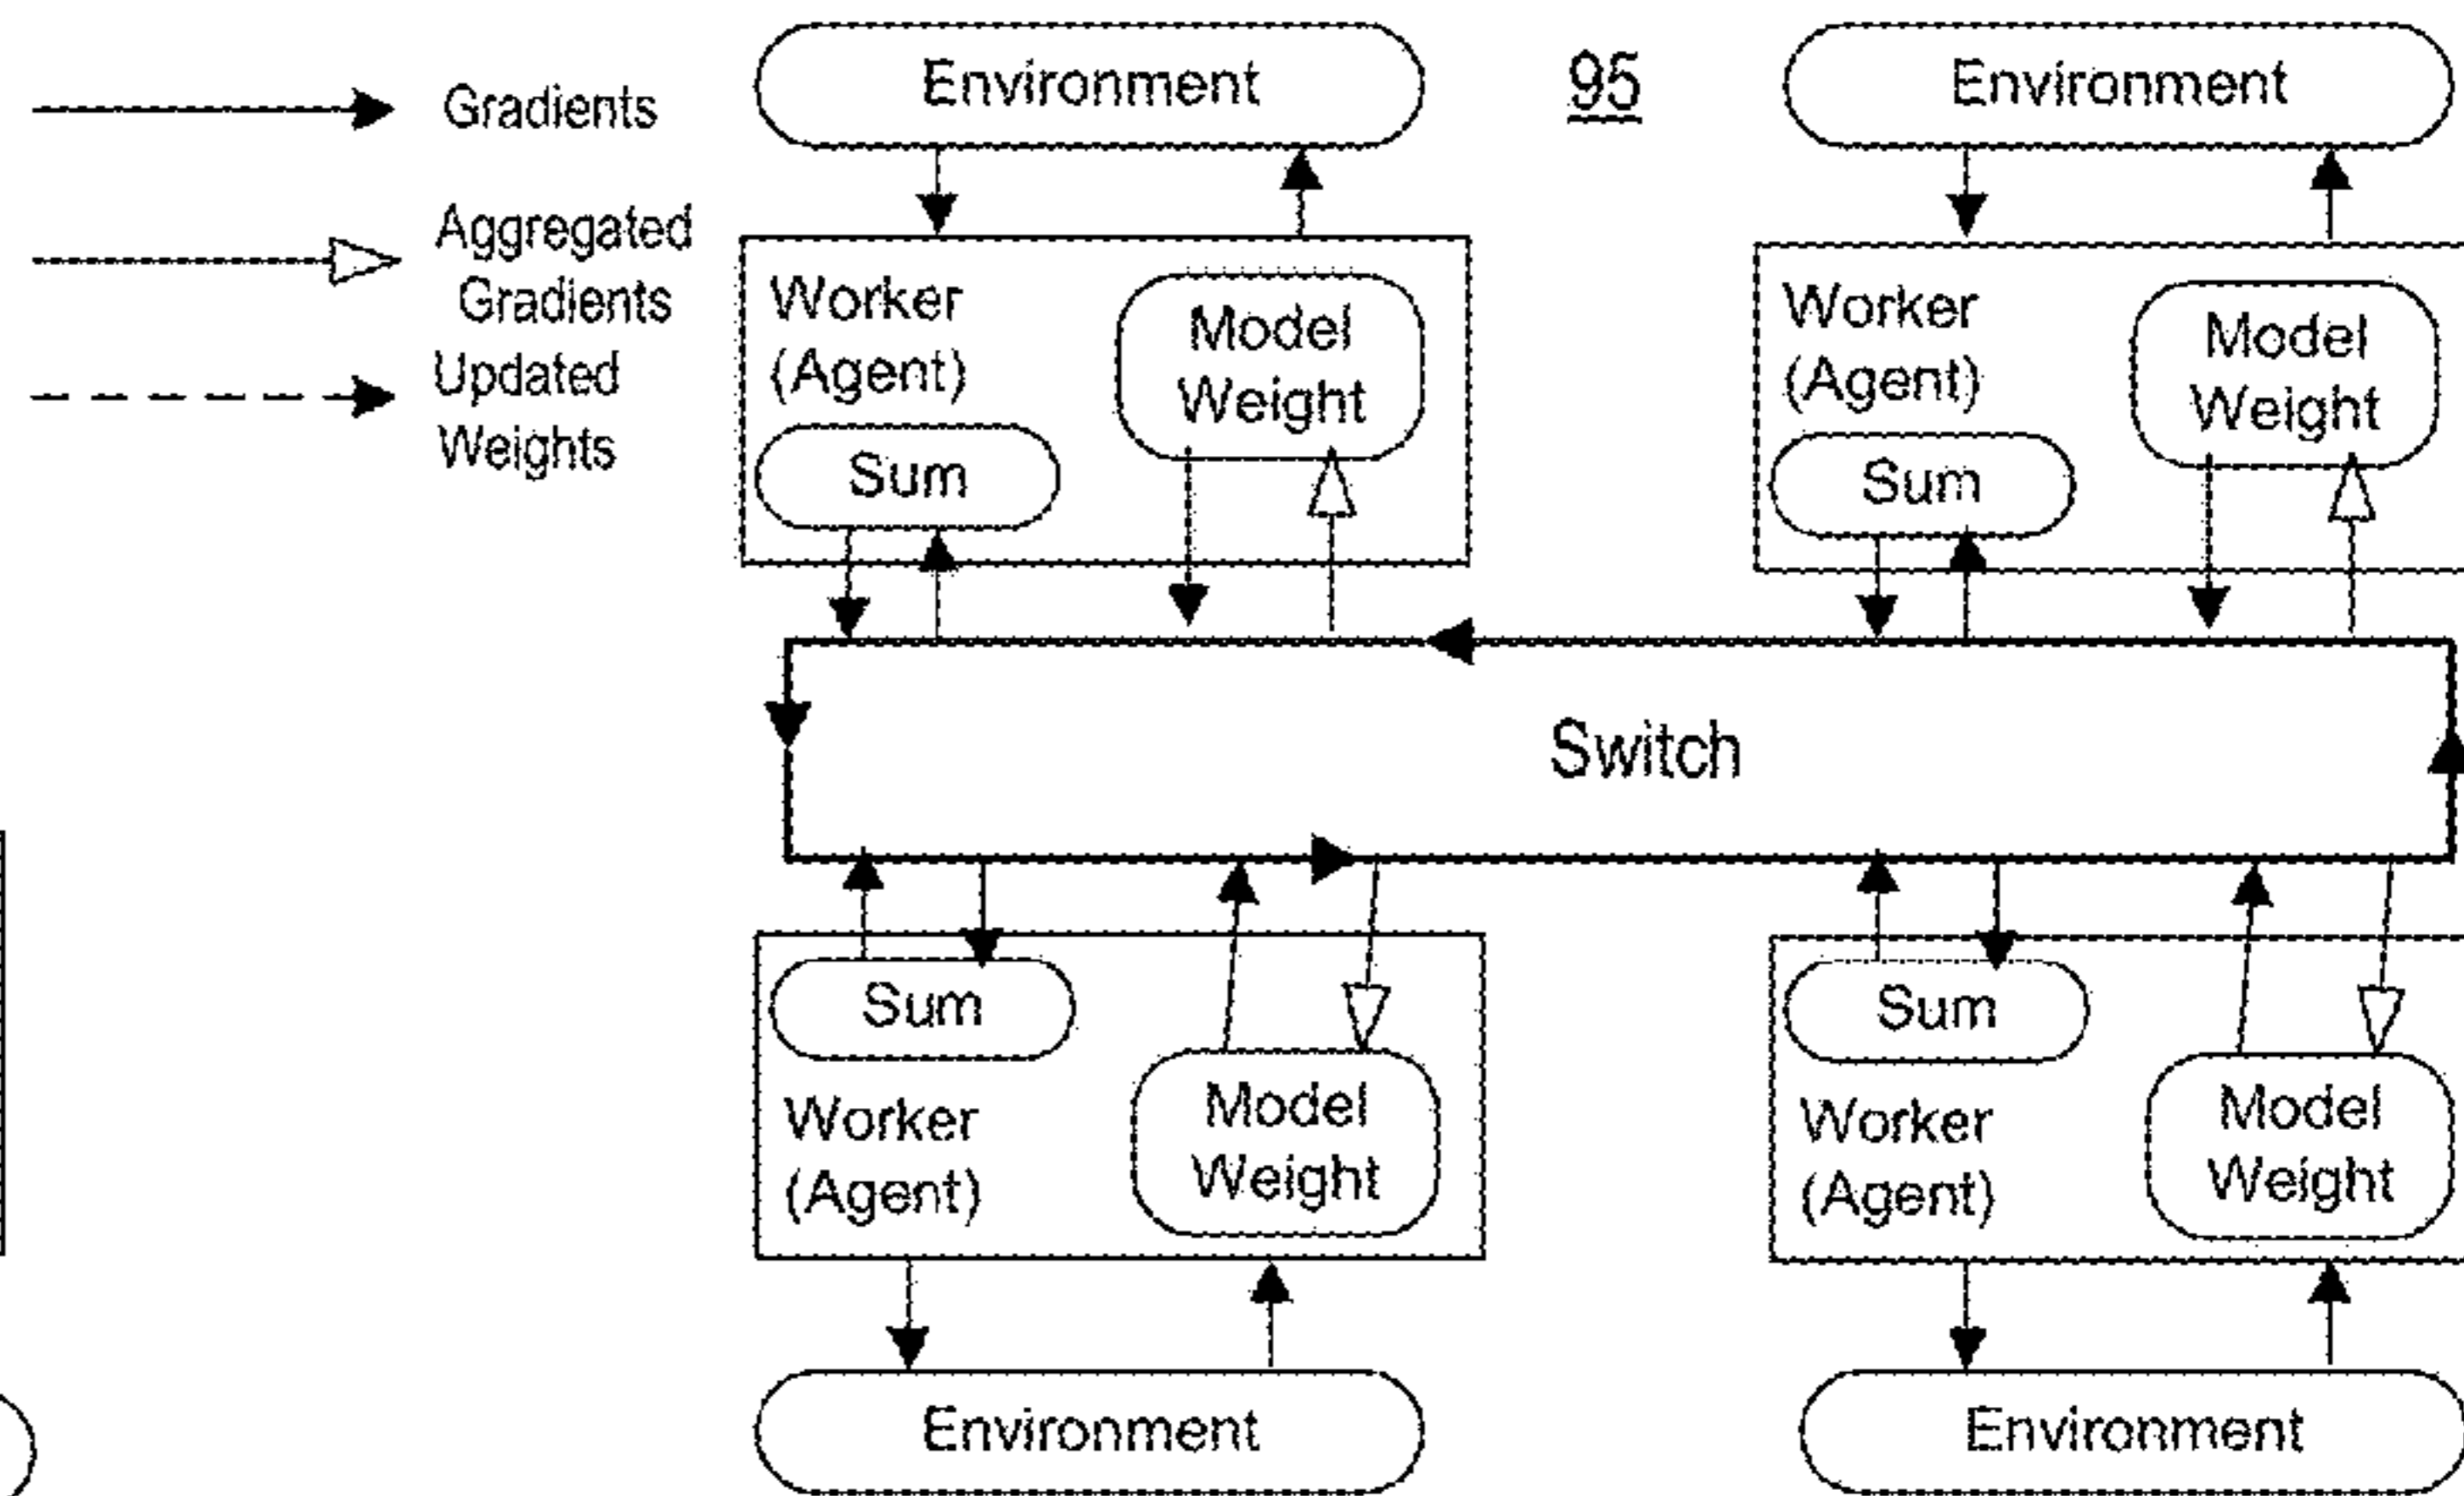 Gradients
Aggregated
Gradients
Updated
Weights
Environment
95
Environment
Worker
(Agent)
Model
Weight
Sum
Worker
(Agent)
Model
Weight
Sum
Switch
Sum
Worker
(Agent)
Model
Weight
Sum
Worker
(Agent)
Model
Weight
Environment
Environment